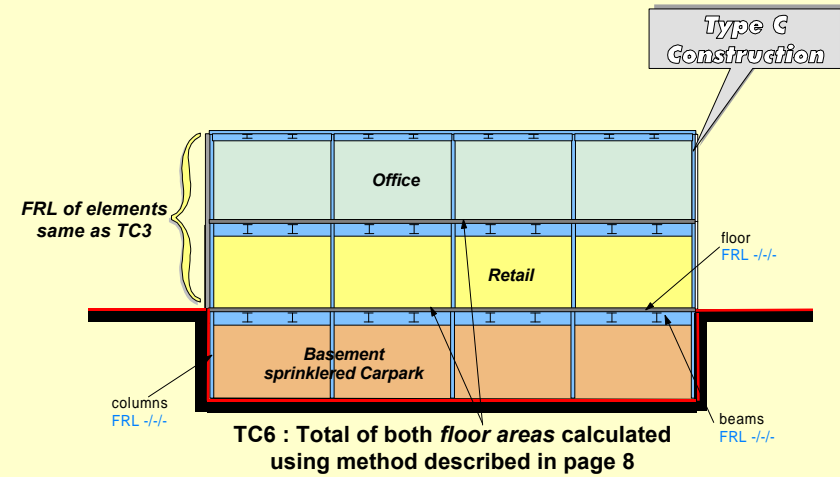 Type C
Construction
Office
FRL of elements
same as TC3
floor
FRL -/-/-
Retail
Basement
sprinklered Carpark
columns
FRL -/-/-
beams
FRL -/-/-
TC6 : Total of both floor areas calculated
using method described in page 8